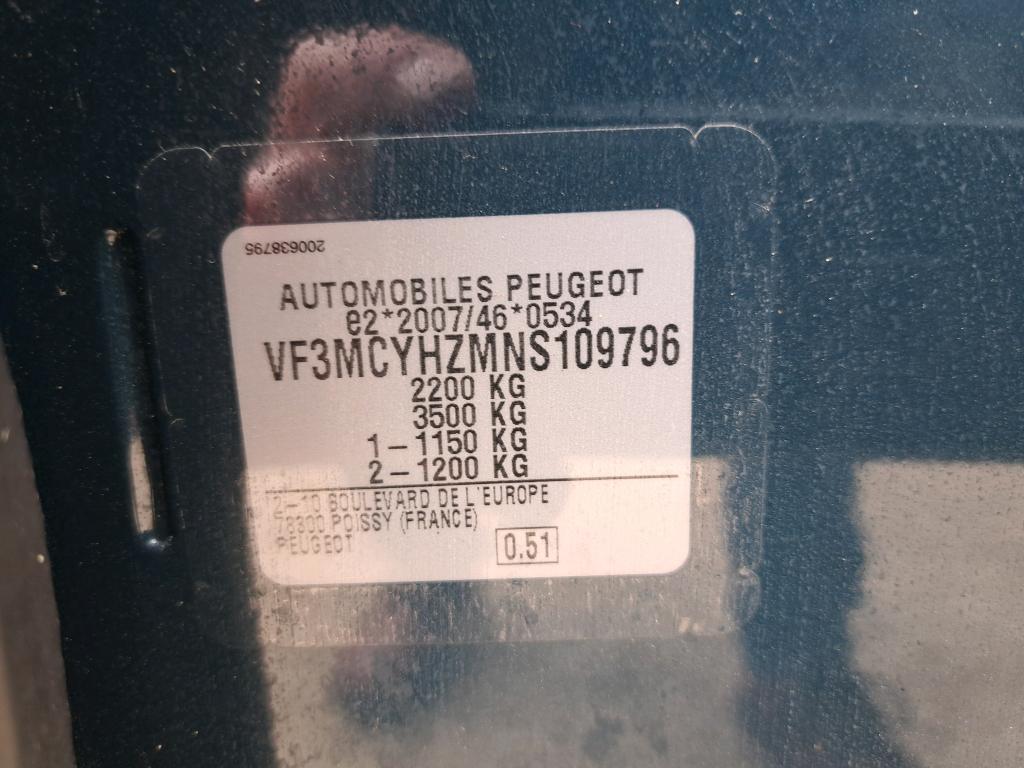 200638795
AUTOMOBILES PEUGEOT
e2*2007/46*0534
VF3MCYHZMNS109796
2200 KG
3500 KG
1-1150 KG
2-1200 KG
2-10 BOULEVARD DE L'EUROPE
78300 POISSY (FRANCE)
PEUGEOT
0.51